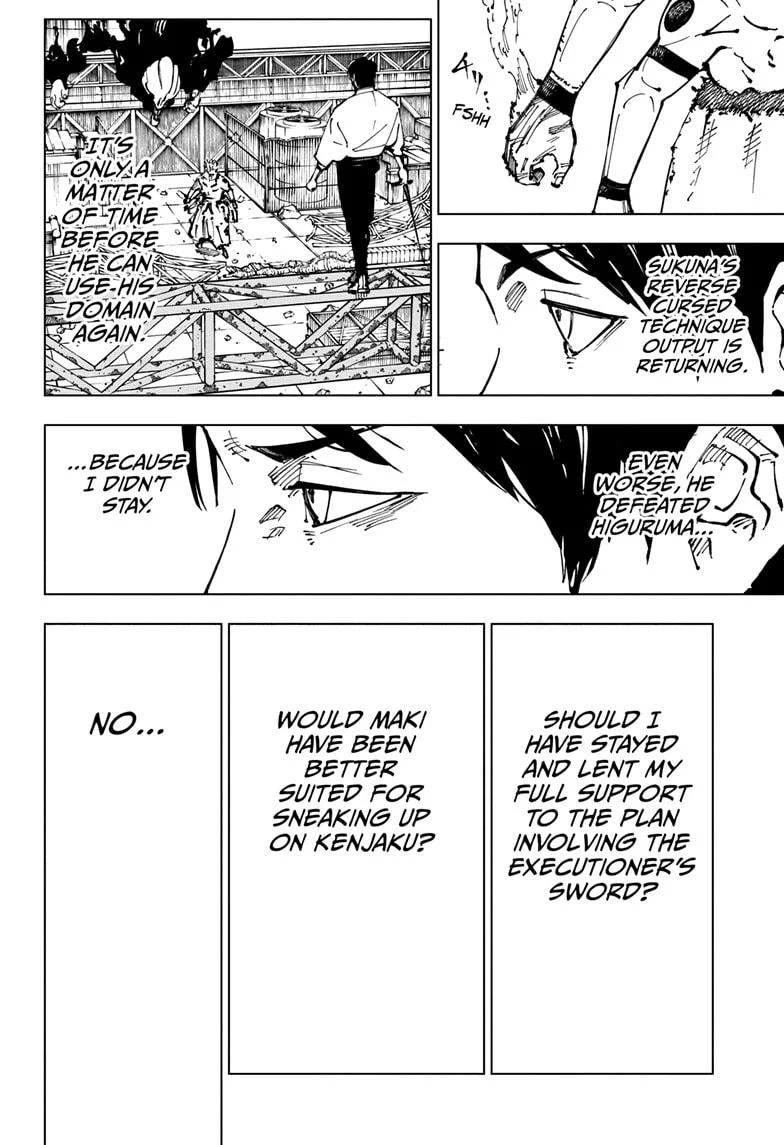 FSHH
SUKUNA'S
REVERSE
CURSED
TECHNIQUE
OUTPUT IS
RETURNING.
IT'S
ONLY A
MATTER
OF TIME
BEFORE
HE CAN
USE HIS
DOMAIN
AGAIN.
EVEN
WORSE, HE
DEFEATED
HIGURUMA...
...BECAUSE
I DIDN'T
STAY.
SHOULD I
HAVE STAYED
AND LENT MY
FULL SUPPORT
TO THE PLAN
INVOLVING THE
EXECUTIONER'S
SWORD?
WOULD MAKI
HAVE BEEN
BETTER
SUITED FOR
SNEAKING UP
ON KENJAKU?
NO...